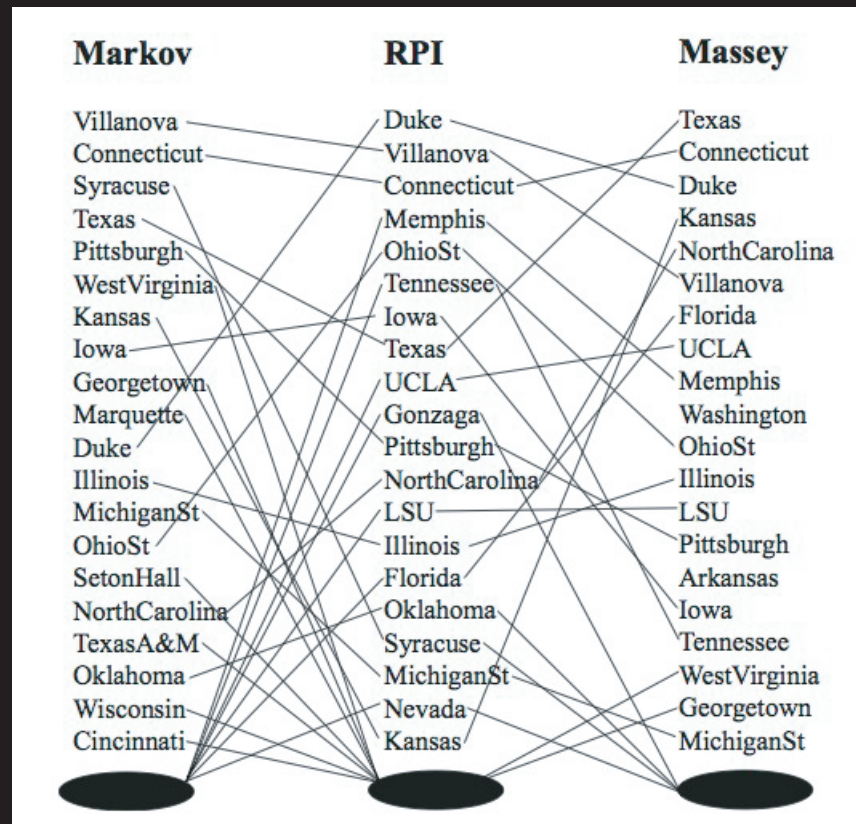 Markov RPI Massey
Villanova Duke Texas
Connecticut Villanova Connecticut
Syracuse Connecticut Duke
Texas Memphis Kansas
Pittsburgh OhioSt NorthCarolina
WestVirginia Tennessee Villanova
Kansas Iowa Florida
Iowa Texas UCLA
Georgetown UCLA Memphis
Marquette Gonzaga Washington
Duke Pittsburgh OhioSt
Illinois NorthCarolina Illinois
MichiganSt LSU LSU
OhioSt Illinois Pittsburgh
SetonHall Florida Arkansas
NorthCarolina Oklahoma Iowa
TexasA&M Syracuse Tennessee
Oklahoma MichiganSt WestVirginia
Wisconsin Nevada Georgetown
Cincinnati Kansas MichiganSt